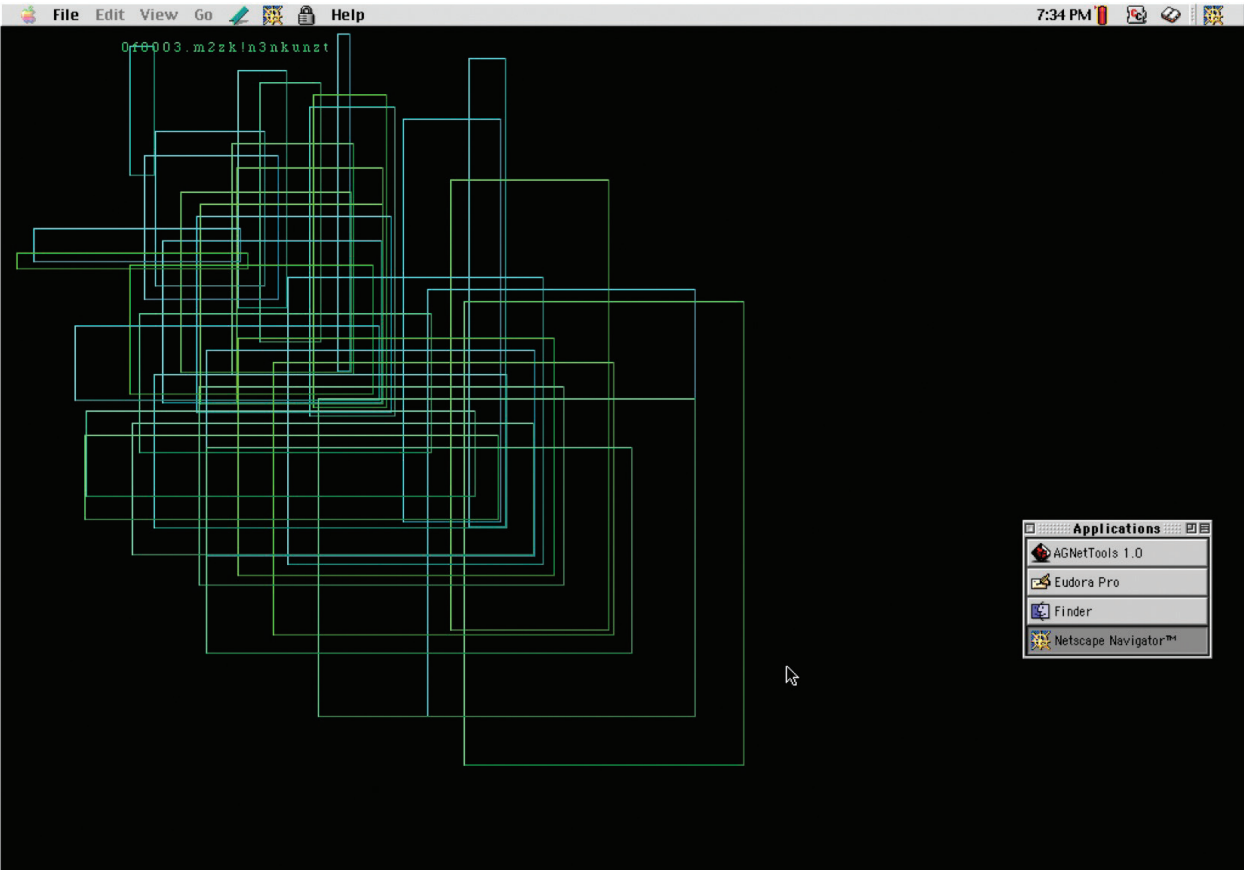 File Edit View Go Help 7:34 PM
0f0003.m2zk!n3nkunzt
Applications
AGNetTools 1.0
Eudora Pro
Finder
Netscape Navigator™